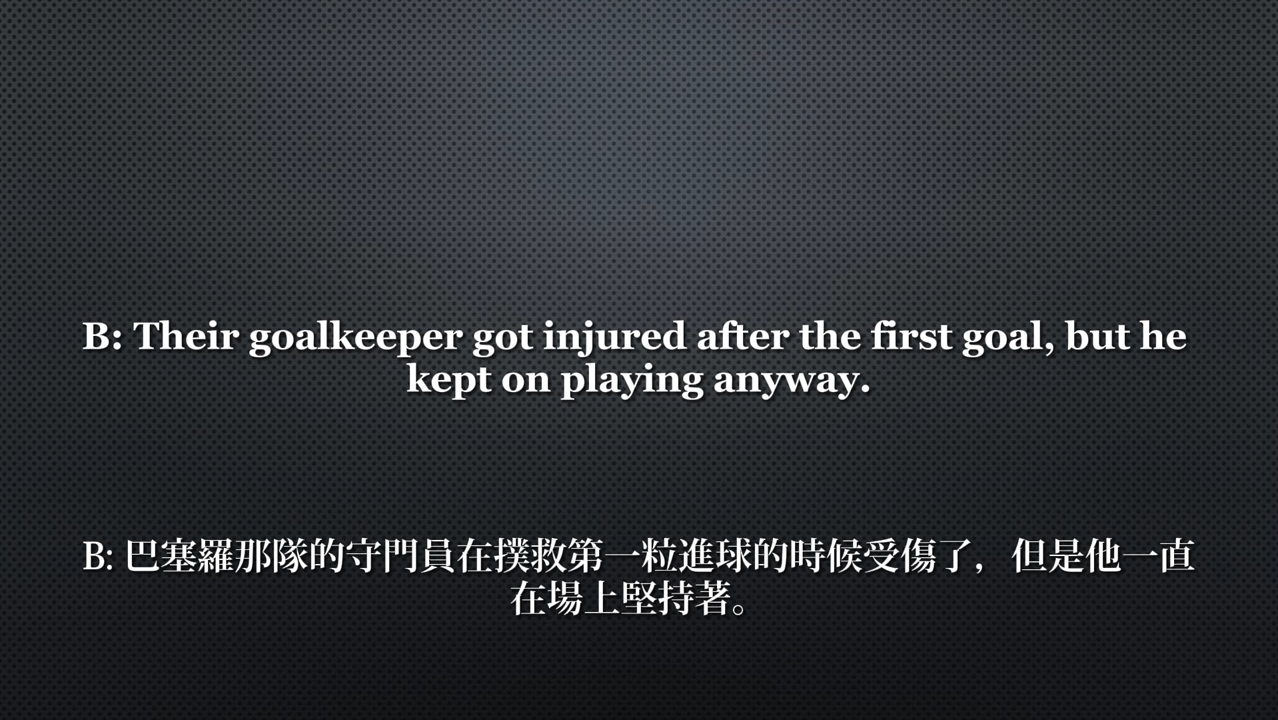 B: Their goalkeeper got injured after the first goal, but he
kept on playing anyway.
B: 巴塞羅那隊的守門員在撲救第一粒進球的時候受傷了，但是他一直
在場上堅持著。